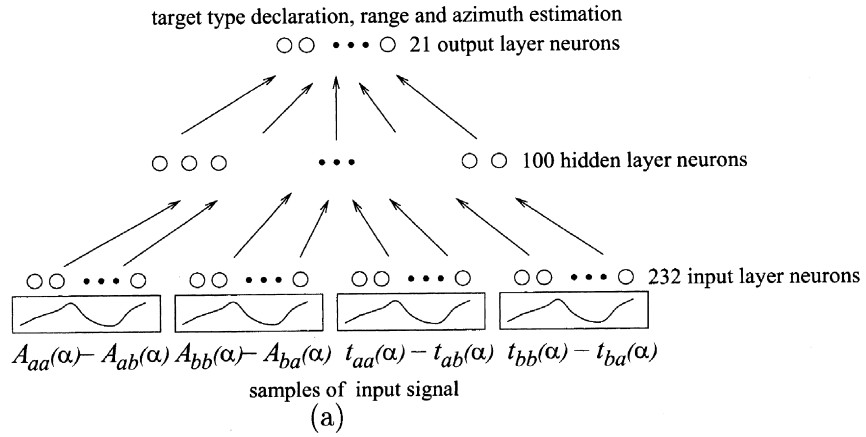 target type declaration, range and azimuth estimation
21 output layer neurons
100 hidden layer neurons
232 input layer neurons
A_aa(α)– A_ab(α) A_bb(α)– A_ba(α) t_aa(α) – t_ab(α) t_bb(α) – t_ba(α)
samples of input signal
(a)